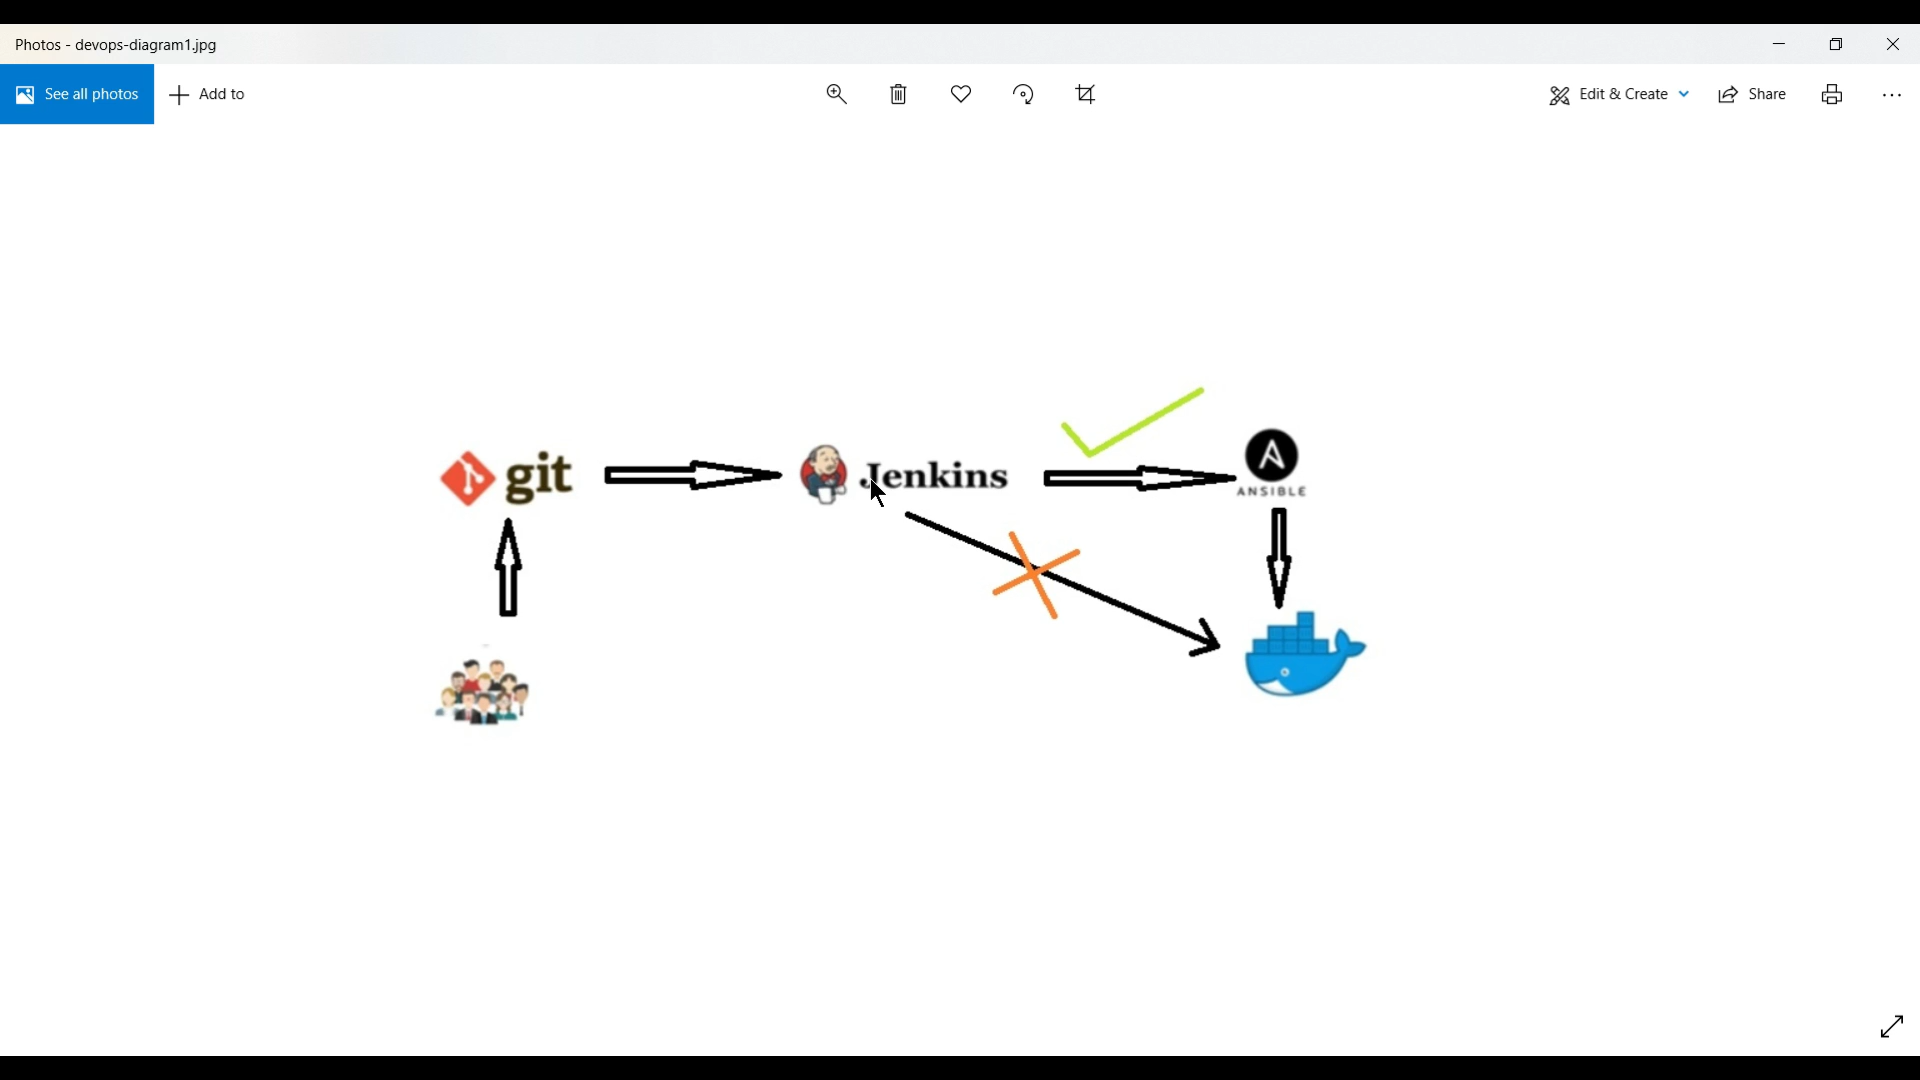 Photos - devops-diagram1.jpg
See all photos
Add to
Edit & Create
Share
git
Jenkins
ANSIBLE